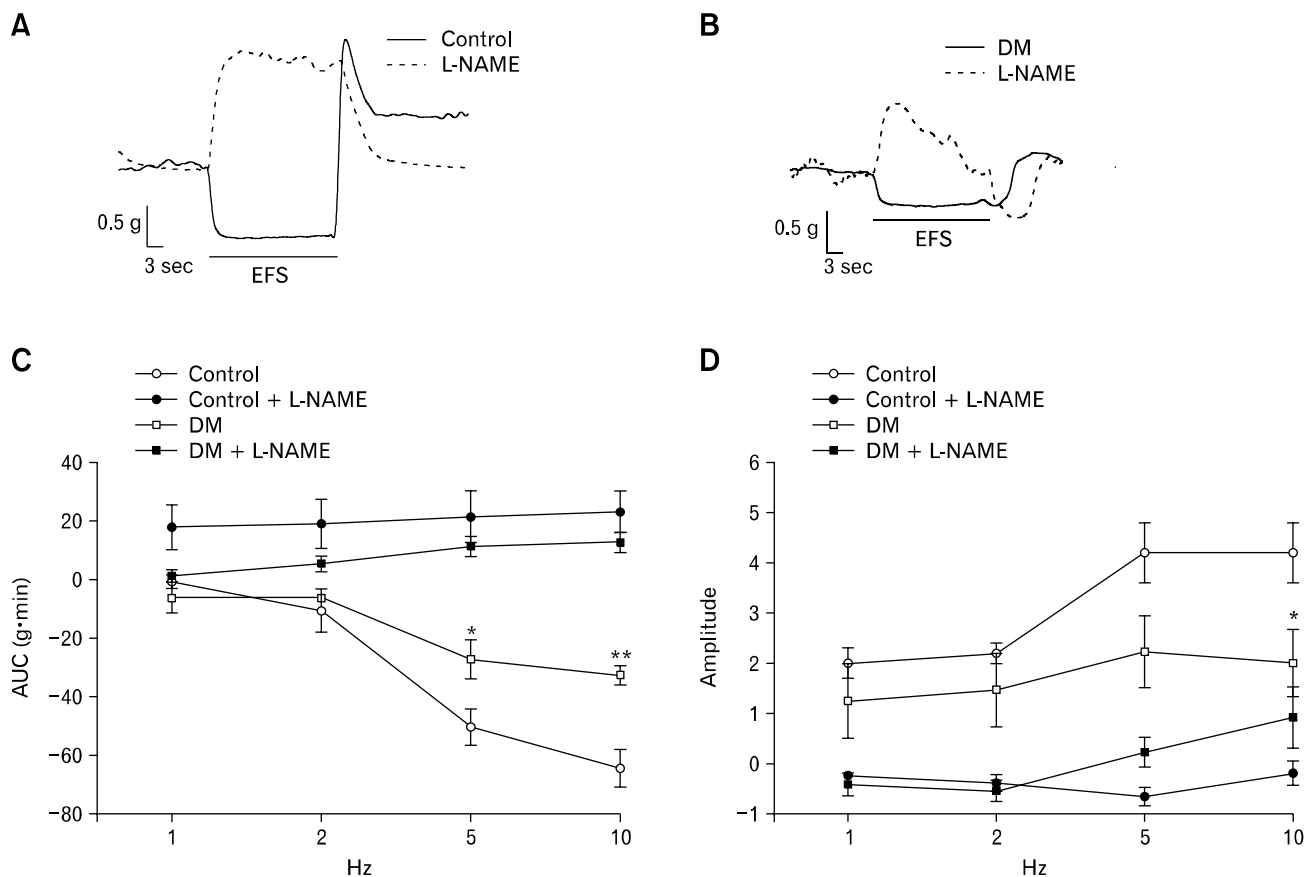 A
Control
L-NAME
0.5 g
3 sec
EFS
B
DM
L-NAME
0.5 g
3 sec
EFS
C
Control
Control + L-NAME
DM
DM + L-NAME
AUC (g•min)
40
20
0
−20
−40
−60
−80
*
**
1 2 5 10
Hz
D
Control
Control + L-NAME
DM
DM + L-NAME
Amplitude
6
5
4
3
2
1
0
−1
*
1 2 5 10
Hz